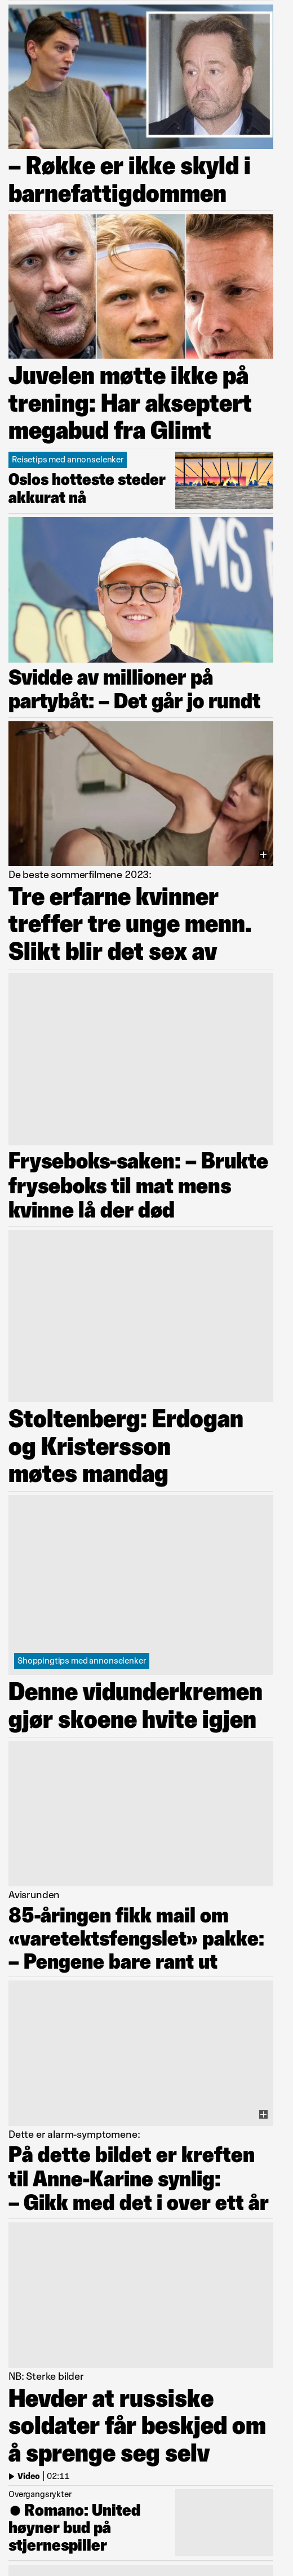 – Røkke er ikke skyld i
barnefattigdommen
Juvelen møtte ikke på
trening: Har akseptert
megabud fra Glimt
Reisetips med annonselenker
Oslos hotteste steder
akkurat nå
MS P
Svidde av millioner på
partybåt: – Det går jo rundt
De beste sommerfilmene 2023:
Tre erfarne kvinner
treffer tre unge menn.
Slikt blir det sex av
Fryseboks-saken: – Brukte
fryseboks til mat mens
kvinne lå der død
Stoltenberg: Erdogan
og Kristersson
møtes mandag
Shoppingtips med annonselenker
Denne vidunderkremen
gjør skoene hvite igjen
Avisrunden
85-åringen fikk mail om
«varetektsfengslet» pakke:
– Pengene bare rant ut
Dette er alarm-symptomene:
På dette bildet er kreften
til Anne-Karine synlig:
– Gikk med det i over ett år
NB: Sterke bilder
Hevder at russiske
soldater får beskjed om
å sprenge seg selv
Video | 02:11
Overgangsrykter
● Romano: United
høyner bud på
stjernespiller